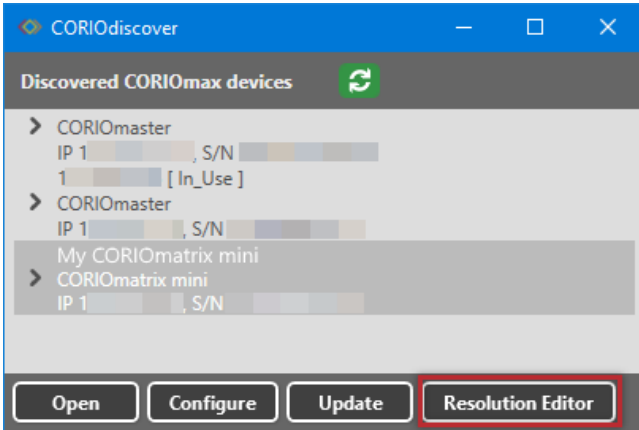 CORIOdiscover
Discovered CORIOmax devices
CORIOmaster
IP 1 , S/N
1 [ In_Use ]
CORIOmaster
IP 1 , S/N
My CORIOmatrix mini
CORIOmatrix mini
IP 1 , S/N
Open Configure Update Resolution Editor